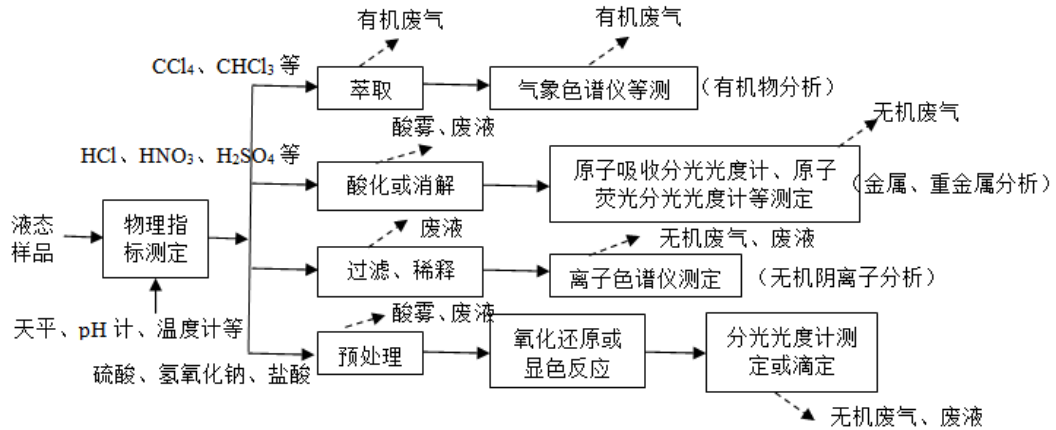 有机废气
有机废气
CCl₄、CHCl₃等
萃取
气象色谱仪等测
（有机物分析）
酸雾、废液
无机废气
HCl、HNO₃、H₂SO₄等
酸化或消解
原子吸收分光光度计、原子
荧光分光光度计等测定
（金属、重金属分析）
液态
样品
物理指
标测定
废液
无机废气、废液
过滤、稀释
离子色谱仪测定
（无机阴离子分析）
天平、pH计、温度计等
酸雾、废液
硫酸、氢氧化钠、盐酸
预处理
氧化还原或
显色反应
分光光度计测
定或滴定
无机废气、废液